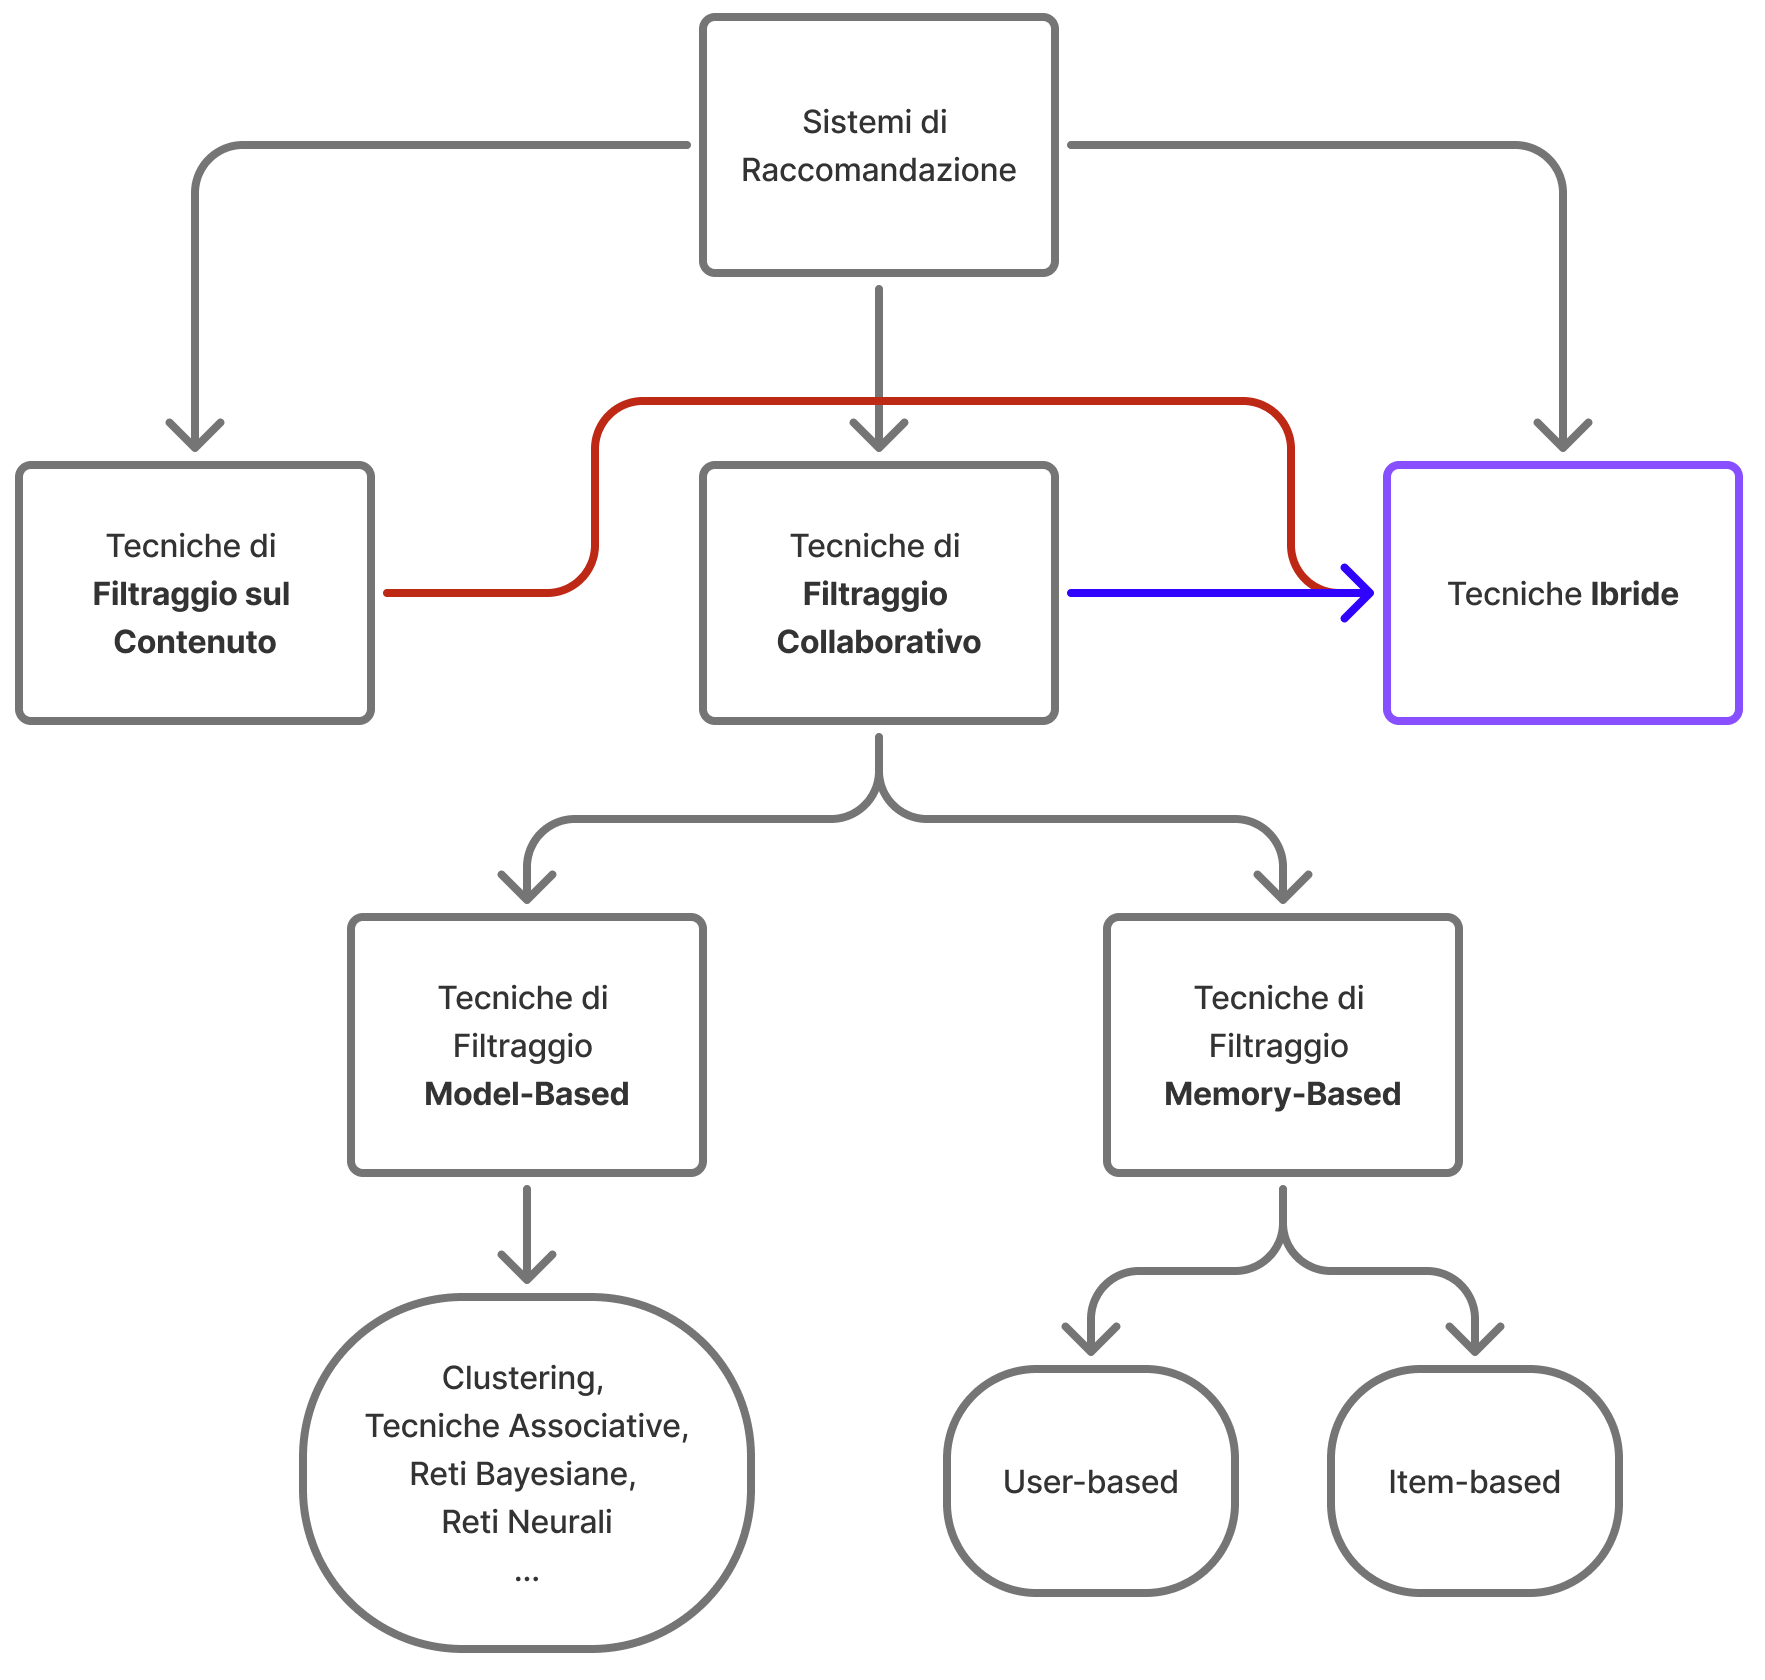 Sistemi di
Raccomandazione
Tecniche di
Filtraggio sul
Contenuto
Tecniche di
Filtraggio
Collaborativo
Tecniche Ibride
Tecniche di
Filtraggio
Model-Based
Tecniche di
Filtraggio
Memory-Based
Clustering,
Tecniche Associative,
Reti Bayesiane,
Reti Neurali
...
User-based
Item-based